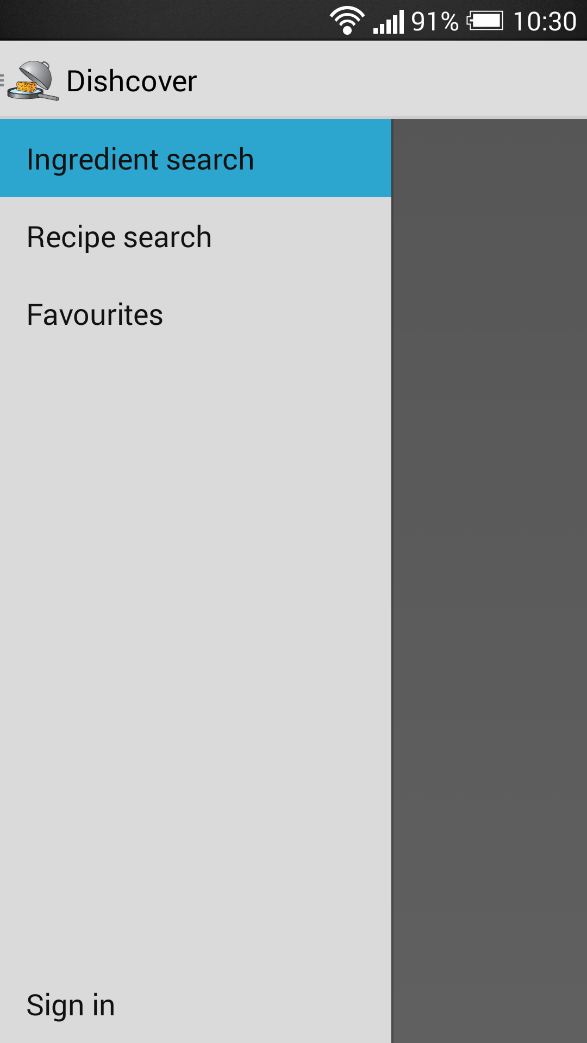 91% 10:30
Dishcover
Ingredient search
Recipe search
Favourites
Sign in